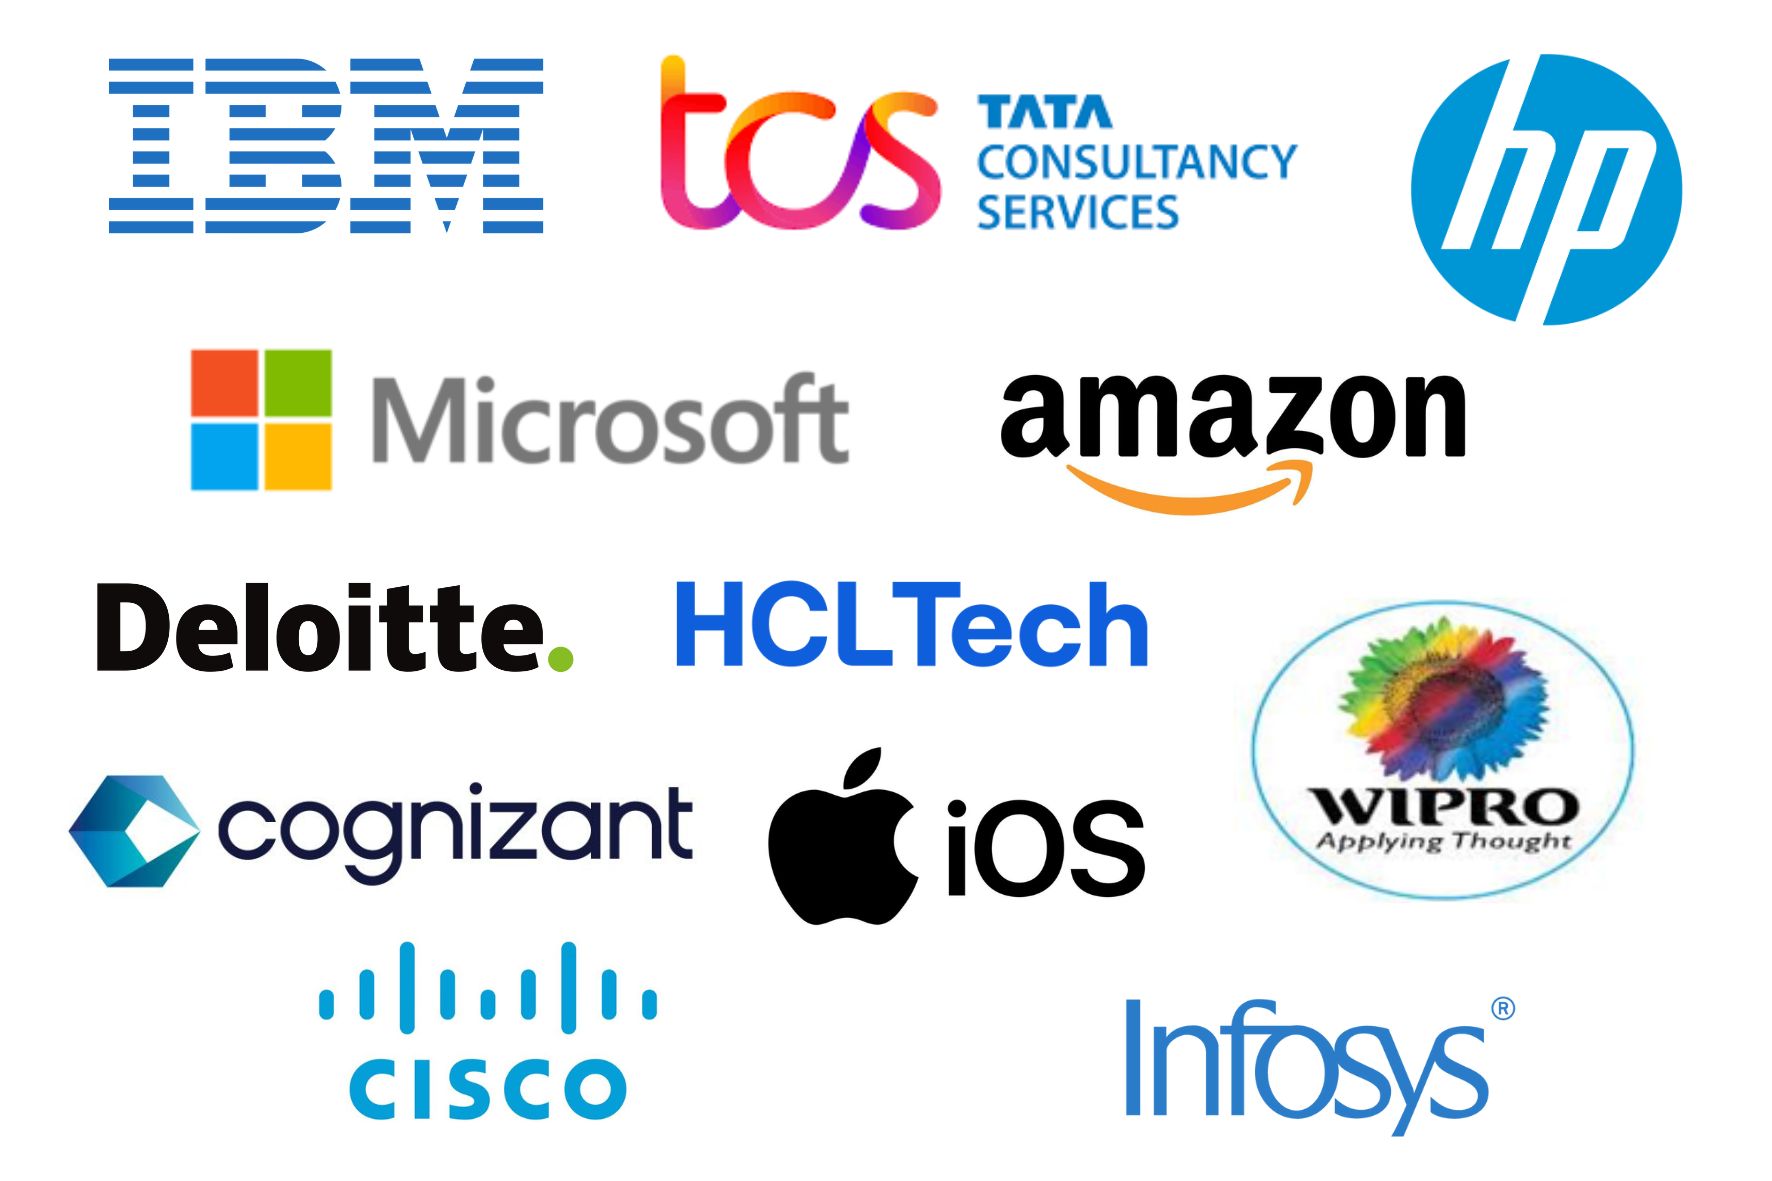 IBM
tcs
TATA
CONSULTANCY
SERVICES
hp
Microsoft
amazon
Deloitte.
HCLTech
WIPRO
Applying Thought
cognizant
iOS
CISCO
Infosys®